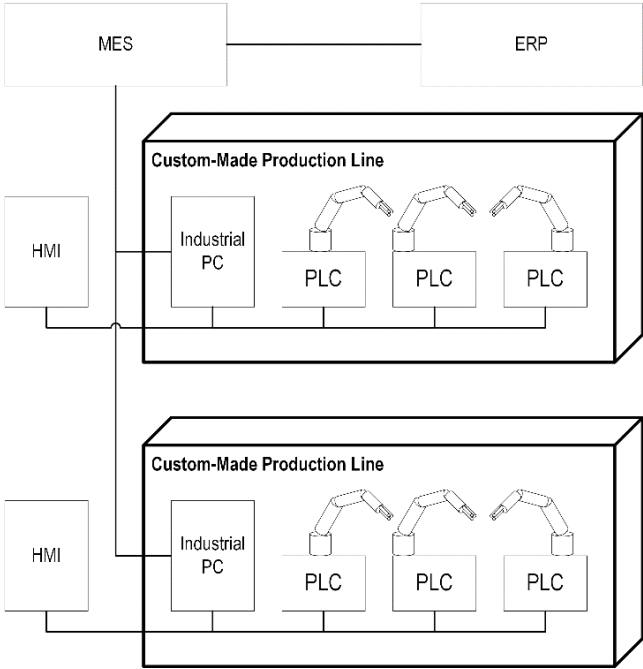 MES
ERP
Custom-Made Production Line
HMI
Industrial
PC
PLC
PLC
PLC
Custom-Made Production Line
HMI
Industrial
PC
PLC
PLC
PLC